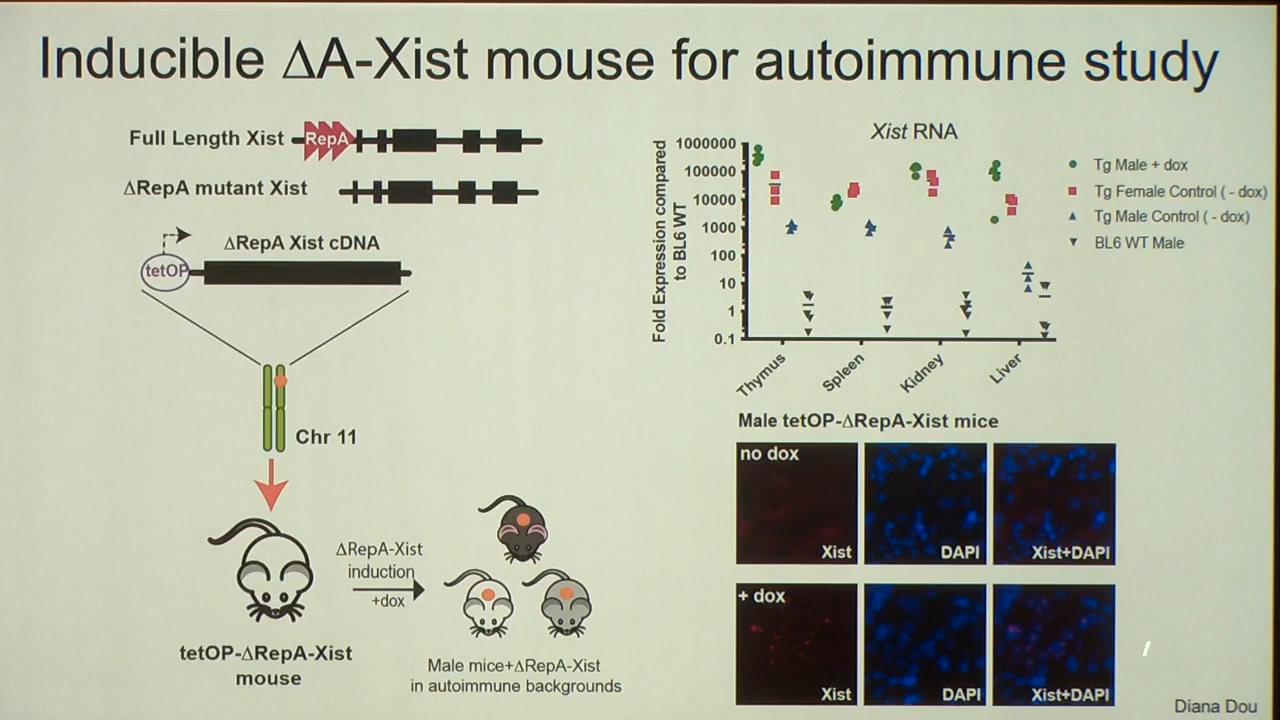 Inducible ΔA-Xist mouse for autoimmune study
Full Length Xist
RepA
ΔRepA mutant Xist
ΔRepA Xist cDNA
tetOP
Chr 11
tetOP-ΔRepA-Xist
mouse
ΔRepA-Xist
induction
+dox
Male mice+ΔRepA-Xist
in autoimmune backgrounds
Xist RNA
Fold Expression compared
to BL6 WT
1000000
100000
10000
1000
100
10
1
0.1
Thymus
Spleen
Kidney
Liver
Tg Male + dox
Tg Female Control ( - dox)
Tg Male Control ( - dox)
BL6 WT Male
Male tetOP-ΔRepA-Xist mice
no dox
Xist
DAPI
Xist+DAPI
+ dox
Xist
DAPI
Xist+DAPI
Diana Dou